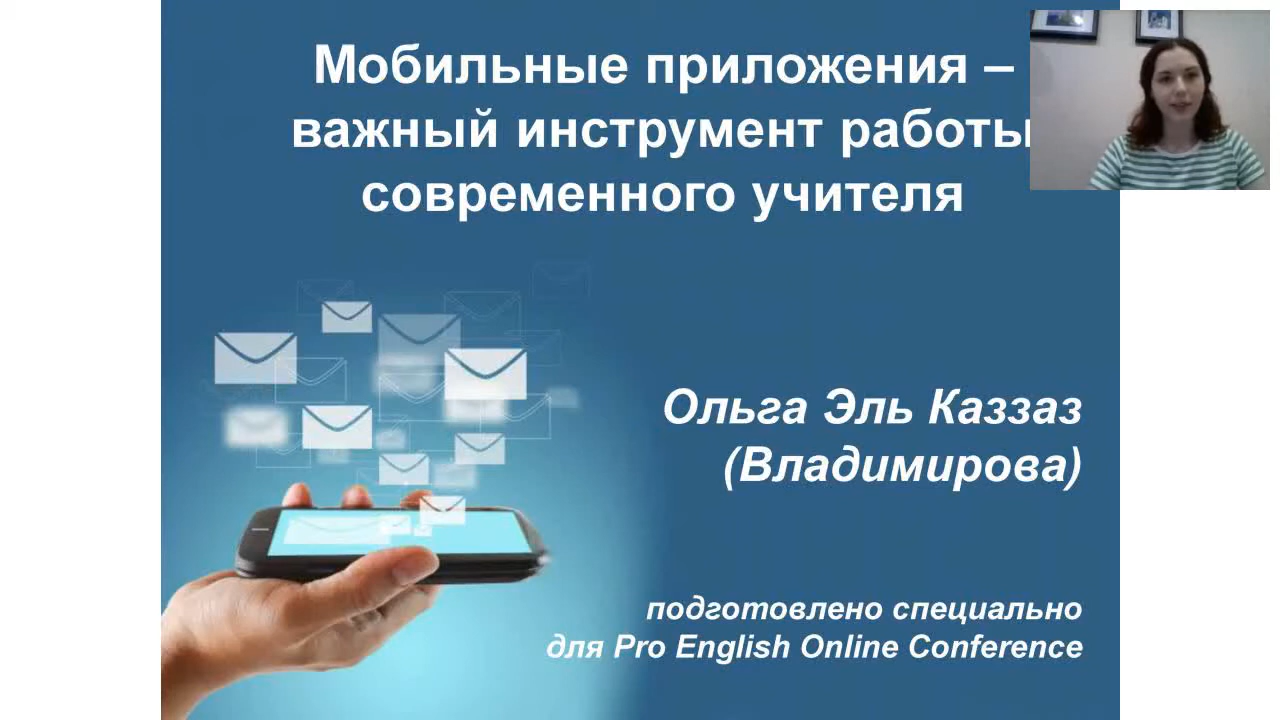 Мобильные приложения –
важный инструмент работы
современного учителя
Ольга Эль Каззаз
(Владимирова)
подготовлено специально
для Pro English Online Conference